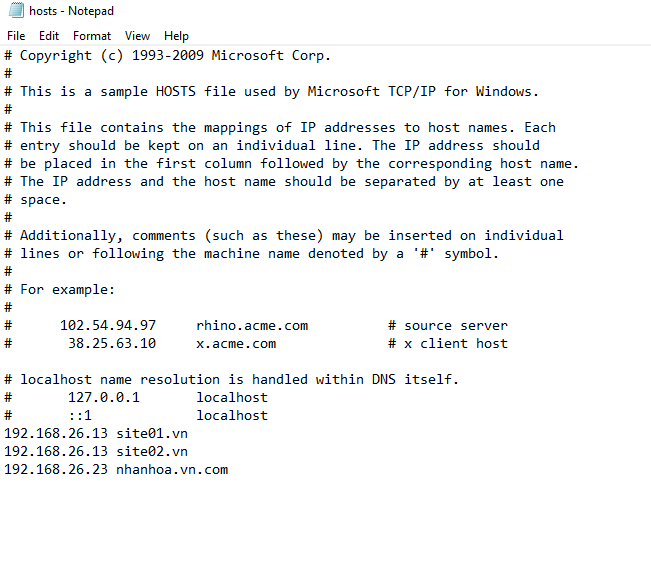 hosts - Notepad
File Edit Format View Help
# Copyright (c) 1993-2009 Microsoft Corp.
#
# This is a sample HOSTS file used by Microsoft TCP/IP for Windows.
#
# This file contains the mappings of IP addresses to host names. Each
# entry should be kept on an individual line. The IP address should
# be placed in the first column followed by the corresponding host name.
# The IP address and the host name should be separated by at least one
# space.
#
# Additionally, comments (such as these) may be inserted on individual
# lines or following the machine name denoted by a '#' symbol.
#
# For example:
#
#      102.54.94.97     rhino.acme.com          # source server
#       38.25.63.10     x.acme.com              # x client host

# localhost name resolution is handled within DNS itself.
#       127.0.0.1       localhost
#       ::1             localhost
192.168.26.13 site01.vn
192.168.26.13 site02.vn
192.168.26.23 nhanhoa.vn.com